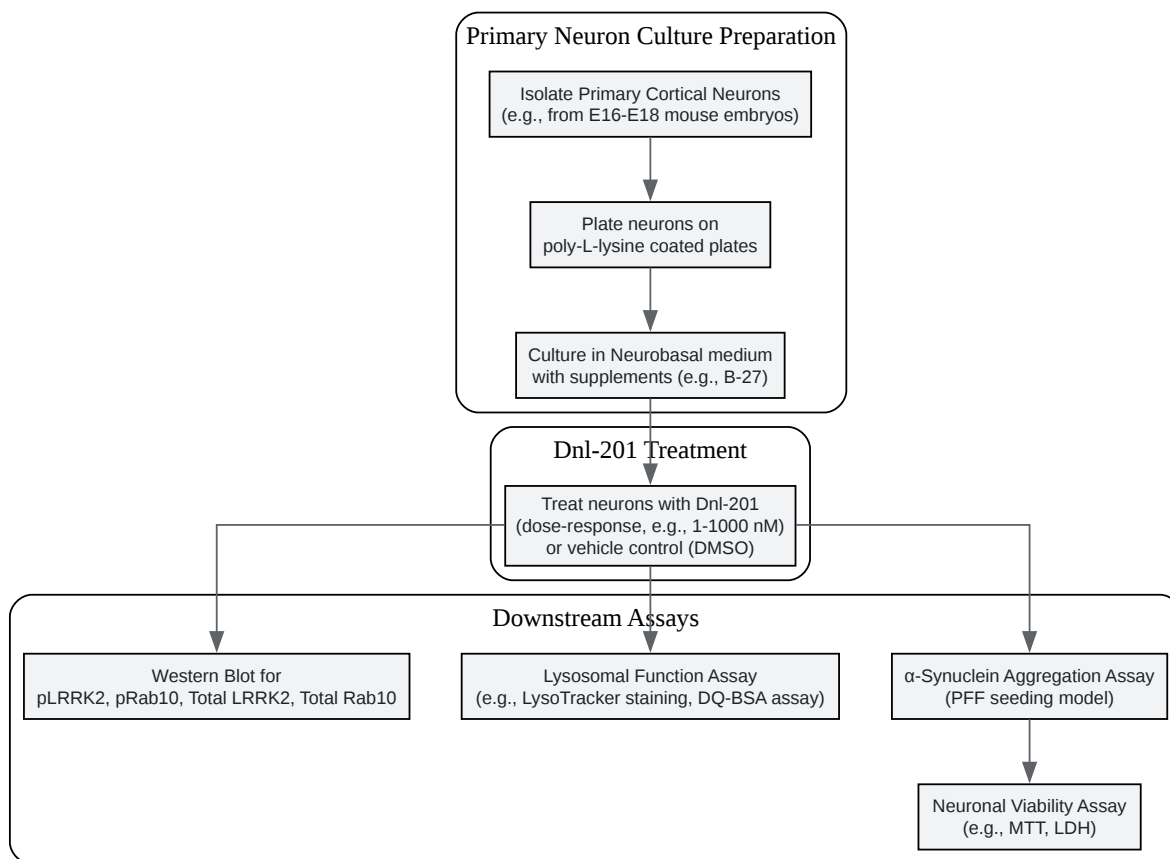 Primary Neuron Culture Preparation
Isolate Primary Cortical Neurons
(e.g., from E16-E18 mouse embryos)
Plate neurons on
poly-L-lysine coated plates
Culture in Neurobasal medium
with supplements (e.g., B-27)
Dnl-201 Treatment
Treat neurons with Dnl-201
(dose-response, e.g., 1-1000 nM)
or vehicle control (DMSO)
Downstream Assays
Western Blot for
pLRRK2, pRab10, Total LRRK2, Total Rab10
Lysosomal Function Assay
(e.g., LysoTracker staining, DQ-BSA assay)
α-Synuclein Aggregation Assay
(PFF seeding model)
Neuronal Viability Assay
(e.g., MTT, LDH)